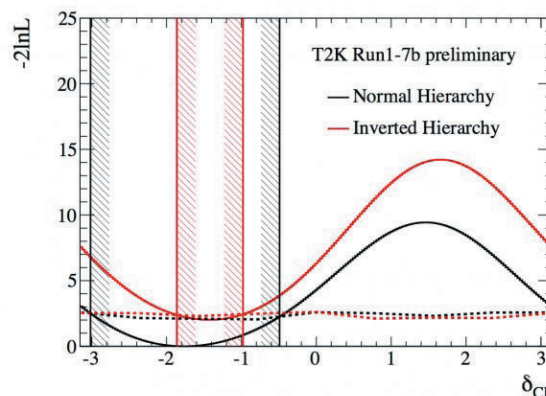 -2lnL
25
20
15
10
5
0
T2K Run1-7b preliminary
Normal Hierarchy
Inverted Hierarchy
-3 -2 -1 0 1 2 3